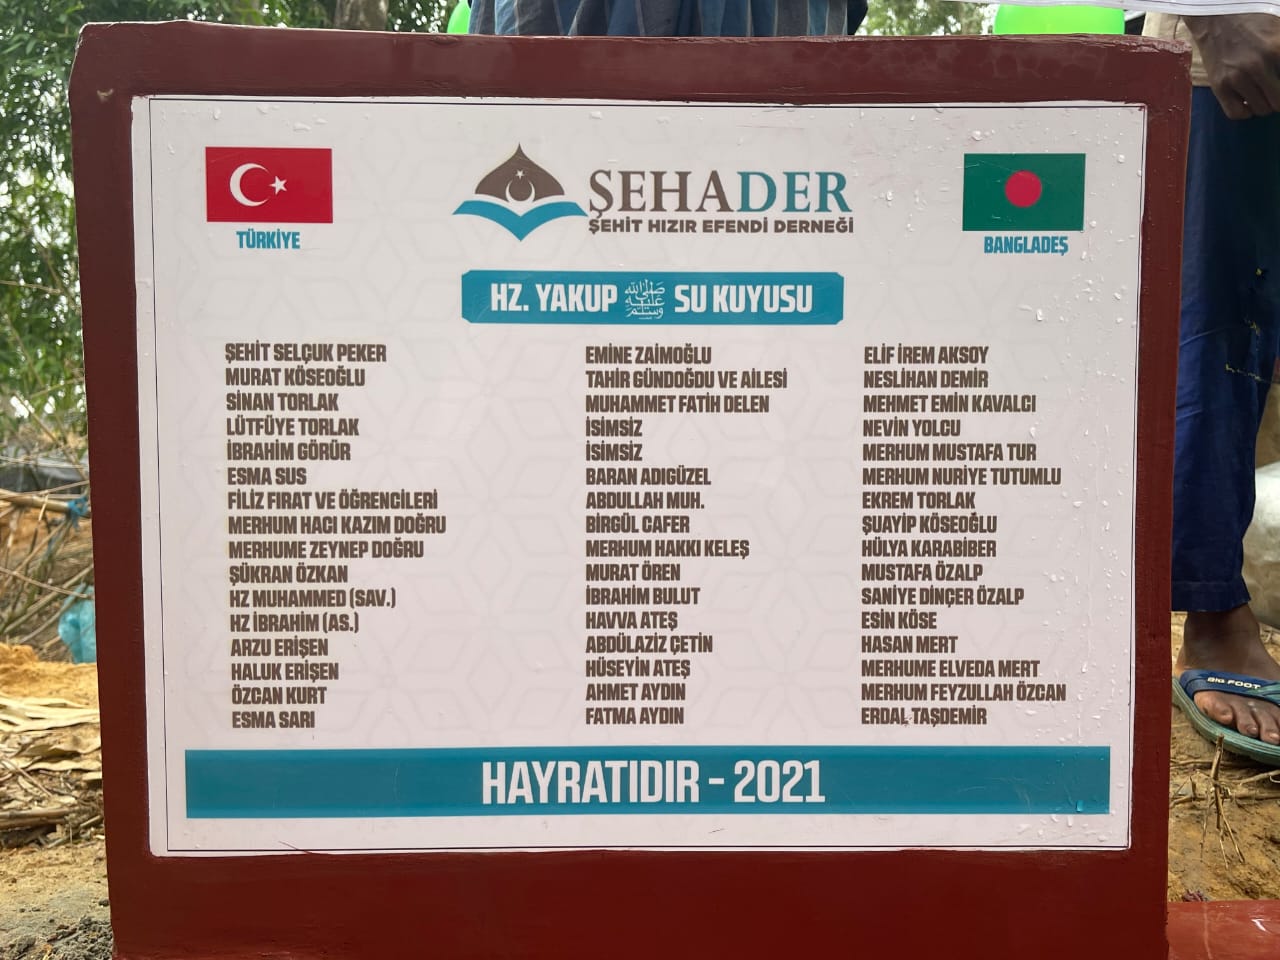 TÜRKİYE
ŞEHADER
ŞEHİT HIZIR EFENDİ DERNEĞİ
BANGLADEŞ
HZ. YAKUP ﷺ SU KUYUSU
ŞEHİT SELÇUK PEKER
MURAT KÖSEOĞLU
SİNAN TORLAK
LÜTFÜYE TORLAK
İBRAHİM GÖRÜR
ESMA SUS
FİLİZ FIRAT VE ÖĞRENCİLERİ
MERHUM HACI KAZIM DOĞRU
MERHUME ZEYNEP DOĞRU
ŞÜKRAN ÖZKAN
HZ MUHAMMED (SAV.)
HZ İBRAHİM (AS.)
ARZU ERİŞEN
HALUK ERİŞEN
ÖZCAN KURT
ESMA SARI
EMİNE ZAİMOĞLU
TAHİR GÜNDOĞDU VE AİLESİ
MUHAMMET FATİH DELEN
İSİMSİZ
İSİMSİZ
BARAN ADIGÜZEL
ABDULLAH MUH.
BİRGÜL CAFER
MERHUM HAKKI KELEŞ
MURAT ÖREN
İBRAHİM BULUT
HAVVA ATEŞ
ABDÜLAZİZ ÇETİN
HÜSEYİN ATEŞ
AHMET AYDIN
FATMA AYDIN
ELİF İREM AKSOY
NESLİHAN DEMİR
MEHMET EMİN KAVALCI
NEVİN YOLCU
MERHUM MUSTAFA TUR
MERHUM NURİYE TUTUMLU
EKREM TORLAK
ŞUAYİP KÖSEOĞLU
HÜLYA KARABİBER
MUSTAFA ÖZALP
SANİYE DİNÇER ÖZALP
ESİN KÖSE
HASAN MERT
MERHUME ELVEDA MERT
MERHUM FEYZULLAH ÖZCAN
ERDAL TAŞDEMİR
HAYRATIDIR - 2021
BIG FOOT